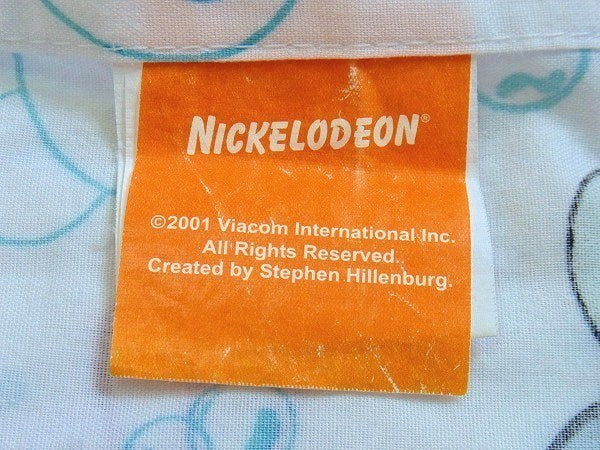 NICKELODEON®
©2001 Viacom International Inc.
All Rights Reserved.
Created by Stephen Hillenburg.